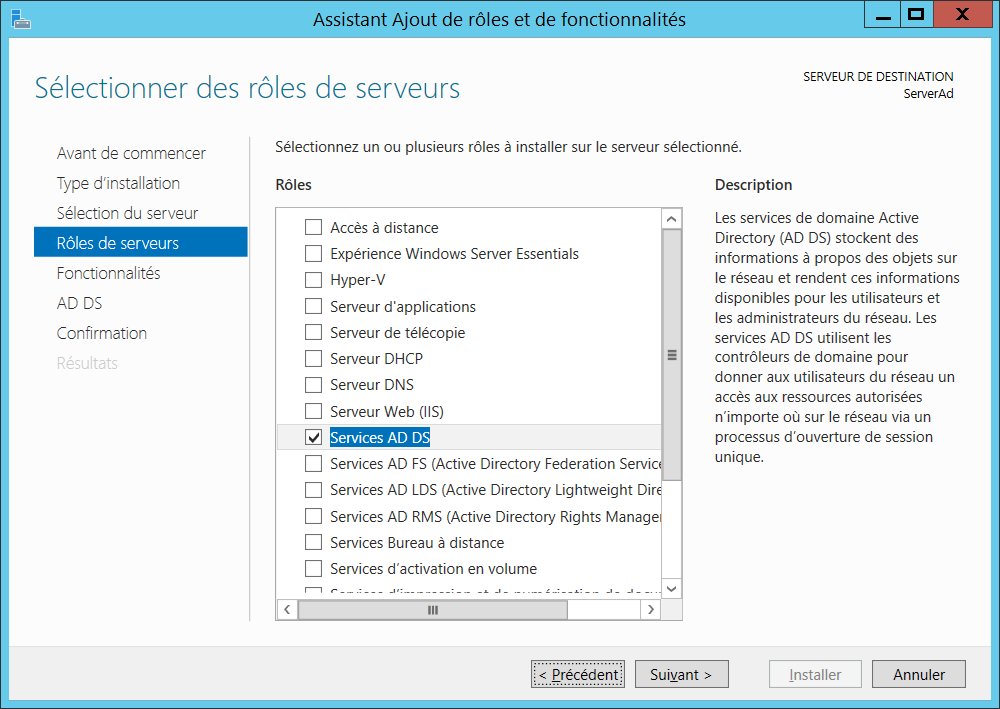 Assistant Ajout de rôles et de fonctionnalités
Sélectionner des rôles de serveurs
SERVEUR DE DESTINATION
ServerAd
Avant de commencer
Type d'installation
Sélection du serveur
Rôles de serveurs
Fonctionnalités
AD DS
Confirmation
Résultats
Sélectionnez un ou plusieurs rôles à installer sur le serveur sélectionné.
Rôles
Accès à distance
Expérience Windows Server Essentials
Hyper-V
Serveur d'applications
Serveur de télécopie
Serveur DHCP
Serveur DNS
Serveur Web (IIS)
Services AD DS
Services AD FS (Active Directory Federation Service
Services AD LDS (Active Directory Lightweight Dire
Services AD RMS (Active Directory Rights Manager
Services Bureau à distance
Services d’activation en volume
Services d’impression et de numérisation de docu
Description
Les services de domaine Active
Directory (AD DS) stockent des
informations à propos des objets sur
le réseau et rendent ces informations
disponibles pour les utilisateurs et
les administrateurs du réseau. Les
services AD DS utilisent les
contrôleurs de domaine pour
donner aux utilisateurs du réseau un
accès aux ressources autorisées
n’importe où sur le réseau via un
processus d’ouverture de session
unique.
< Précédent
Suivant >
Installer
Annuler